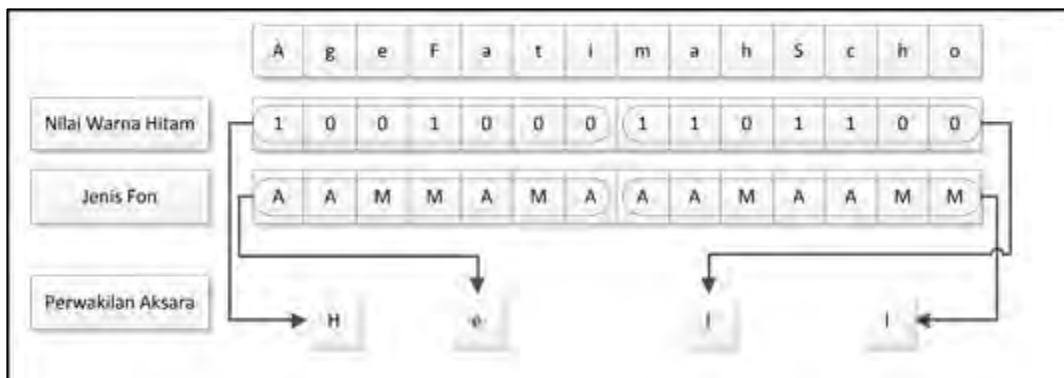 A g e F a t i m a h S c h o
Nilai Warna Hitam 1 0 0 1 0 0 0 1 1 0 1 1 0 0
Jenis Fon A A M M A M A A A M A A M M
Perwakilan Aksara H e l l